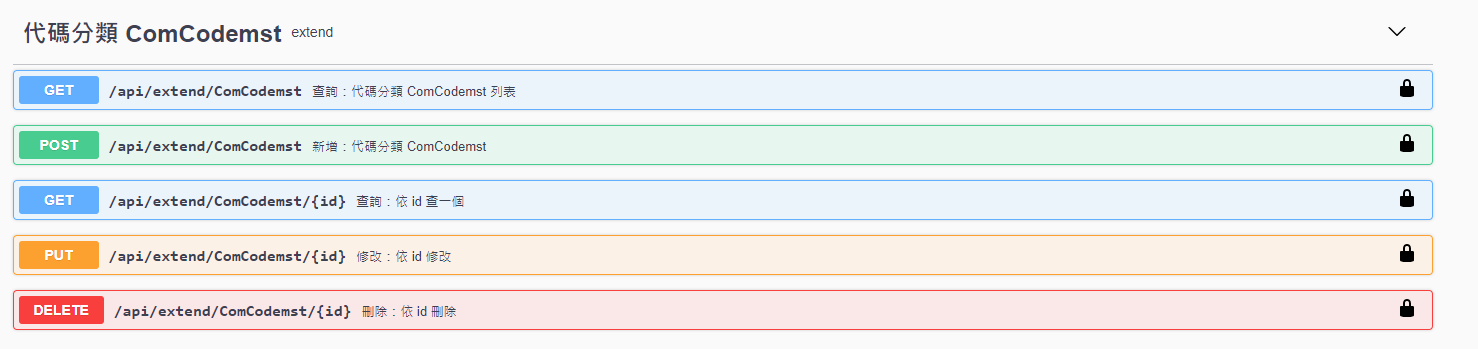 代碼分類 ComCodemst extend
GET /api/extend/ComCodemst 查詢：代碼分類 ComCodemst 列表
POST /api/extend/ComCodemst 新增：代碼分類 ComCodemst
GET /api/extend/ComCodemst/{id} 查詢：依 id 查一個
PUT /api/extend/ComCodemst/{id} 修改：依 id 修改
DELETE /api/extend/ComCodemst/{id} 刪除：依 id 刪除